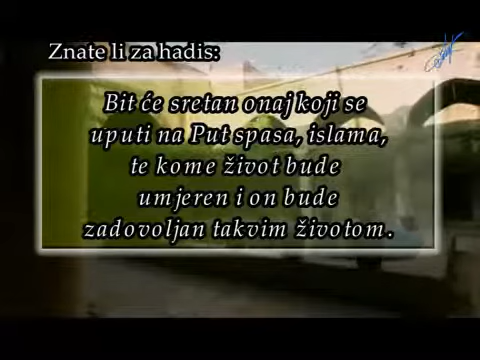 Znate li za hadis:
Bit će sretan onaj koji se
uputi na Put spasa, islama,
te kome život bude
umjeren i on bude
zadovoljan takvim životom.